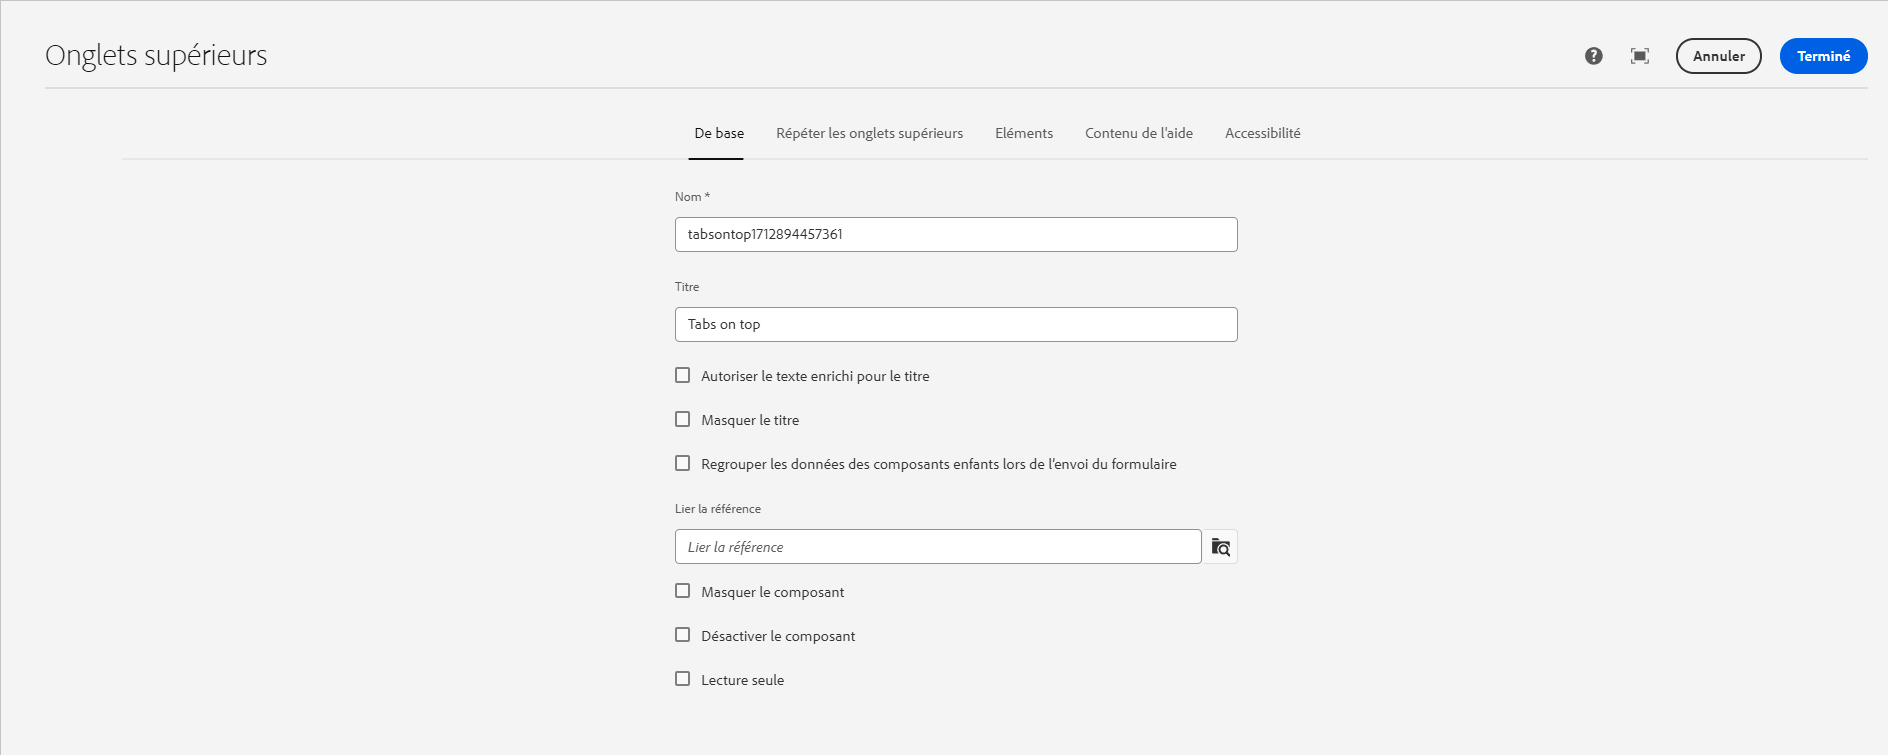 Onglets supérieurs
Annuler
Terminé
De base
Répéter les onglets supérieurs
Eléments
Contenu de l'aide
Accessibilité
Nom *
tabsontop1712894457361
Titre
Tabs on top
Autoriser le texte enrichi pour le titre
Masquer le titre
Regrouper les données des composants enfants lors de l'envoi du formulaire
Lier la référence
Lier la référence
Masquer le composant
Désactiver le composant
Lecture seule